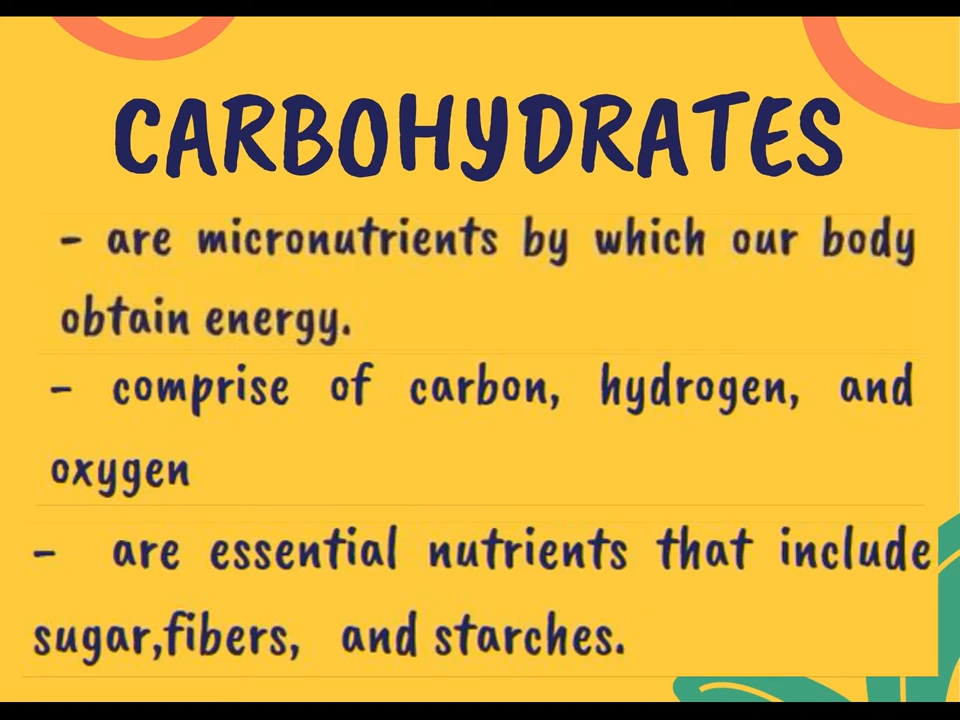 CARBOHYDRATES
- are micronutrients by which our body
obtain energy.
- comprise of carbon, hydrogen, and
oxygen
- are essential nutrients that include
sugar,fibers, and starches.